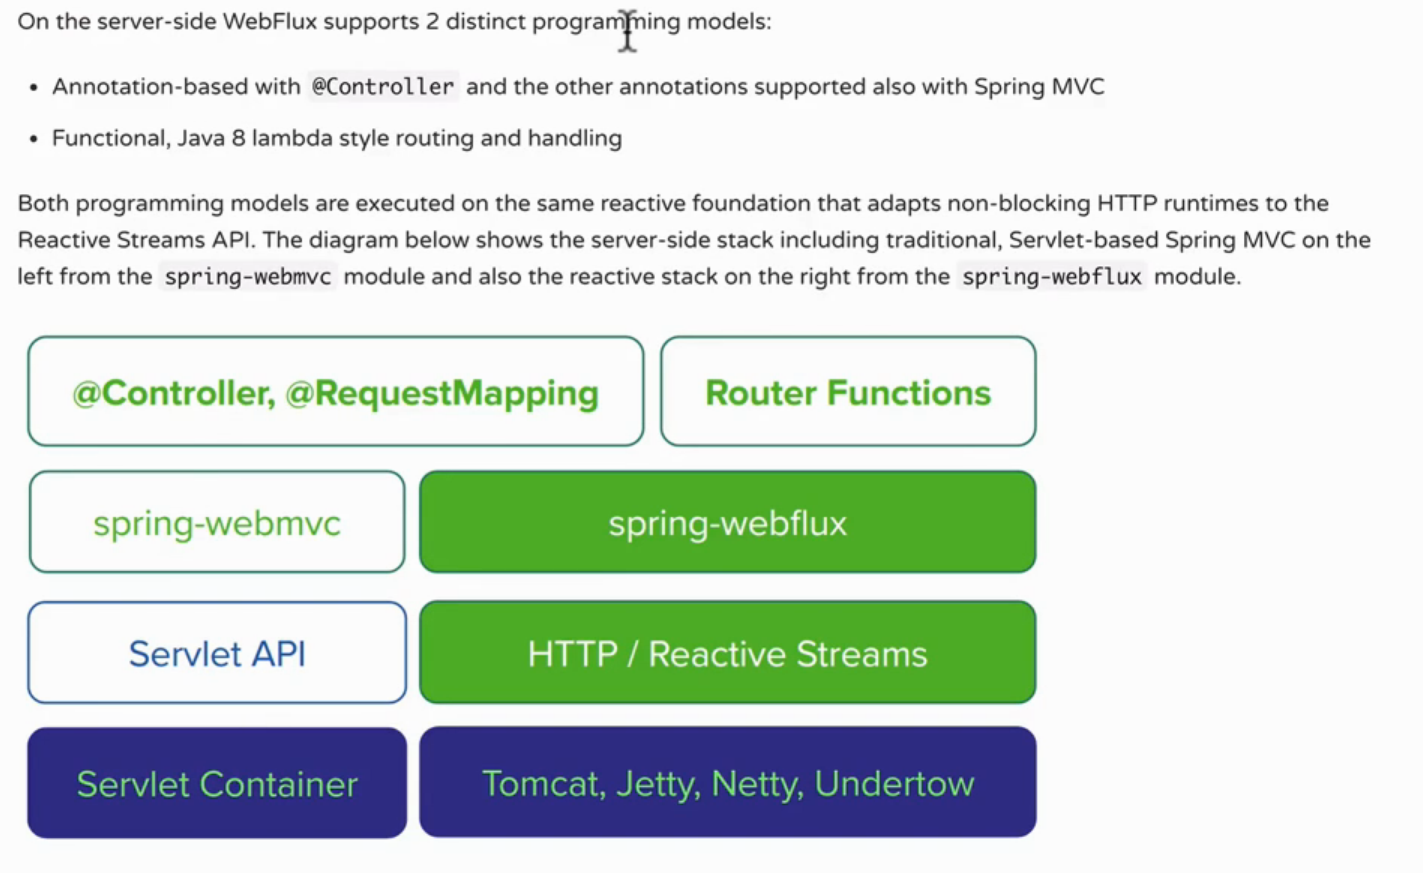 On the server-side WebFlux supports 2 distinct programming models:
• Annotation-based with @Controller and the other annotations supported also with Spring MVC
• Functional, Java 8 lambda style routing and handling
Both programming models are executed on the same reactive foundation that adapts non-blocking HTTP runtimes to the
Reactive Streams API. The diagram below shows the server-side stack including traditional, Servlet-based Spring MVC on the
left from the spring-webmvc module and also the reactive stack on the right from the spring-webflux module.
@Controller, @RequestMapping
Router Functions
spring-webmvc
spring-webflux
Servlet API
HTTP / Reactive Streams
Servlet Container
Tomcat, Jetty, Netty, Undertow